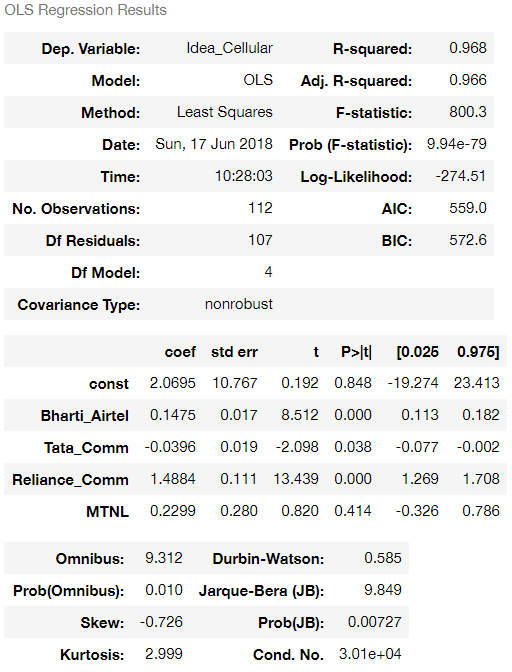 OLS Regression Results
Dep. Variable: Idea_Cellular R-squared: 0.968
Model: OLS Adj. R-squared: 0.966
Method: Least Squares F-statistic: 800.3
Date: Sun, 17 Jun 2018 Prob (F-statistic): 9.94e-79
Time: 10:28:03 Log-Likelihood: -274.51
No. Observations: 112 AIC: 559.0
Df Residuals: 107 BIC: 572.6
Df Model: 4
Covariance Type: nonrobust
coef std err t P>|t| [0.025 0.975]
const 2.0695 10.767 0.192 0.848 -19.274 23.413
Bharti_Airtel 0.1475 0.017 8.512 0.000 0.113 0.182
Tata_Comm -0.0396 0.019 -2.098 0.038 -0.077 -0.002
Reliance_Comm 1.4884 0.111 13.439 0.000 1.269 1.708
MTNL 0.2299 0.280 0.820 0.414 -0.326 0.786
Omnibus: 9.312 Durbin-Watson: 0.585
Prob(Omnibus): 0.010 Jarque-Bera (JB): 9.849
Skew: -0.726 Prob(JB): 0.00727
Kurtosis: 2.999 Cond. No. 3.01e+04